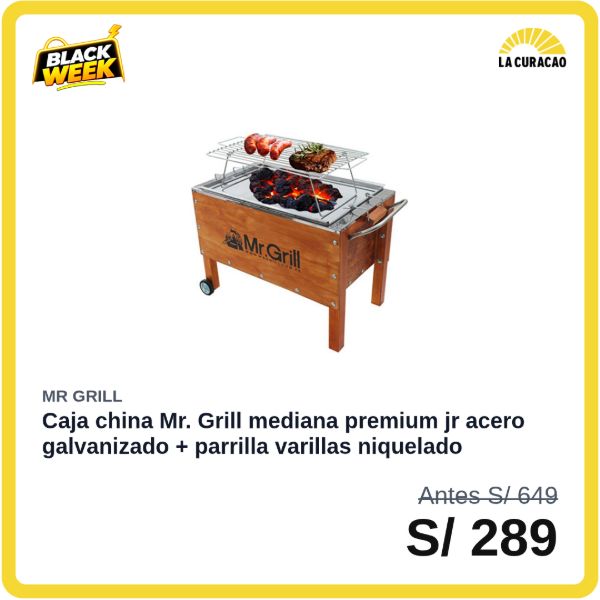 BLACK
WEEK
LA CURACAO
Mr Grill
MR GRILL
Caja china Mr. Grill mediana premium jr acero
galvanizado + parrilla varillas niquelado
Antes S/ 649
S/ 289